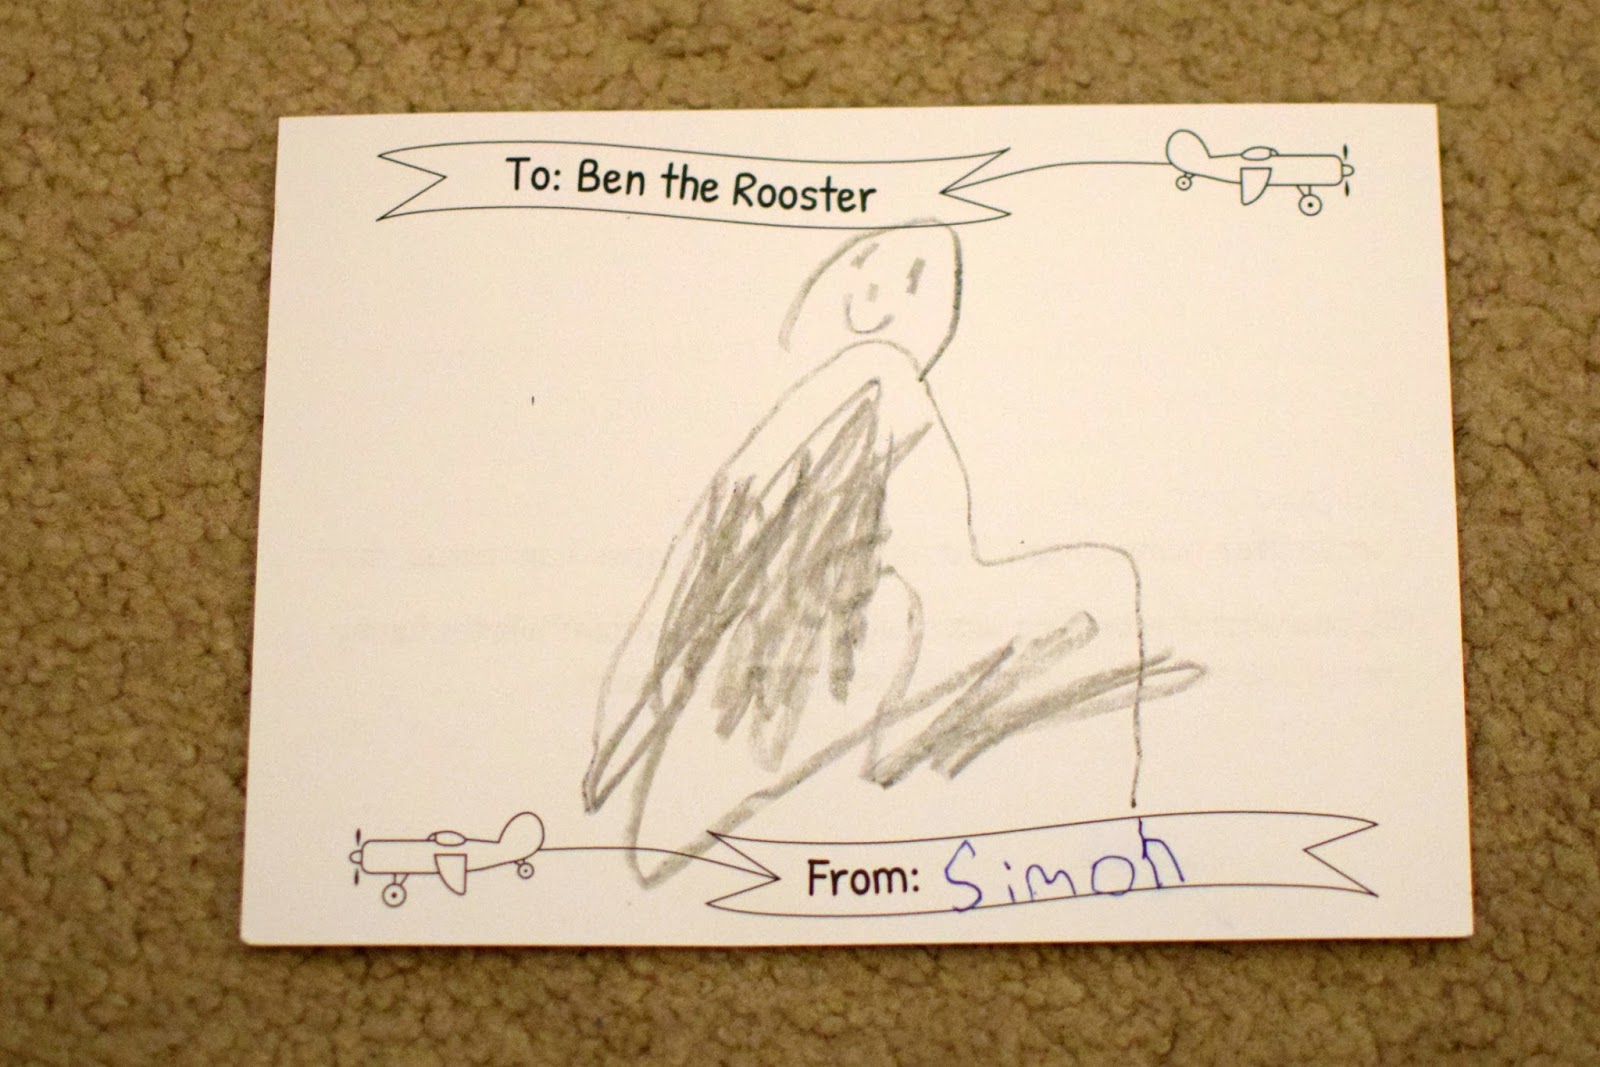 To: Ben the Rooster
From: Simon